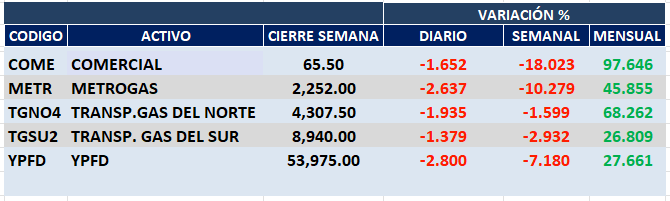 VARIACIÓN %
CODIGO ACTIVO CIERRE SEMANA DIARIO SEMANAL MENSUAL
COME COMERCIAL 65.50 -1.652 -18.023 97.646
METR METROGAS 2,252.00 -2.637 -10.279 45.855
TGNO4 TRANSP.GAS DEL NORTE 4,307.50 -1.935 -1.599 68.262
TGSU2 TRANSP. GAS DEL SUR 8,940.00 -1.379 -2.932 26.809
YPFD YPFD 53,975.00 -2.800 -7.180 27.661